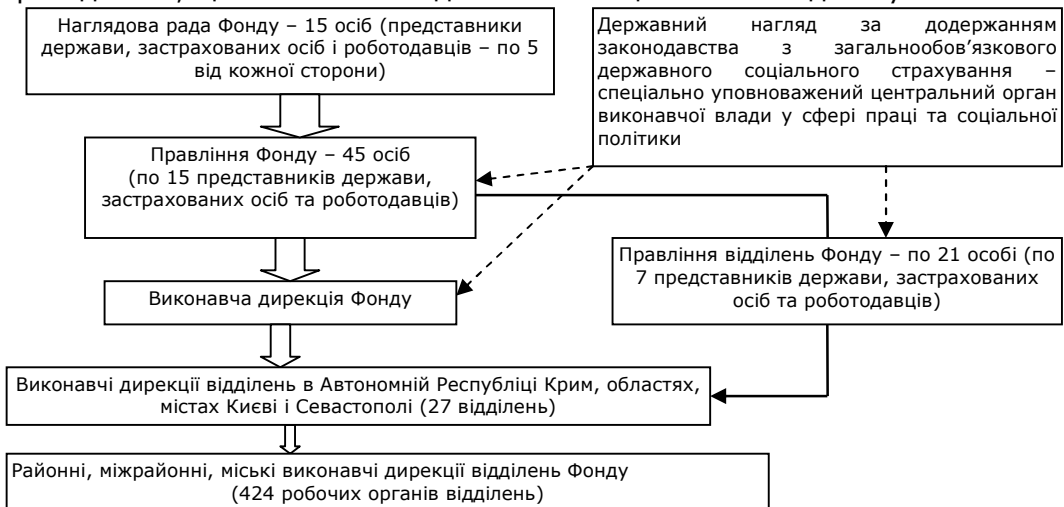 Наглядова рада Фонду – 15 осіб (представники
держави, застрахованих осіб і роботодавців – по 5
від кожної сторони)
Державний нагляд за додержанням
законодавства з загальнообов’язкового
державного соціального страхування –
спеціально уповноважений центральний орган
виконавчої влади у сфері праці та соціальної
політики
Правління Фонду – 45 осіб
(по 15 представників держави,
застрахованих осіб та роботодавців)
Правління відділень Фонду – по 21 особі (по
7 представників держави, застрахованих
осіб та роботодавців)
Виконавча дирекція Фонду
Виконавчі дирекції відділень в Автономній Республіці Крим, областях,
містах Києві і Севастополі (27 відділень)
Районні, міжрайонні, міські виконавчі дирекції відділень Фонду
(424 робочих органів відділень)